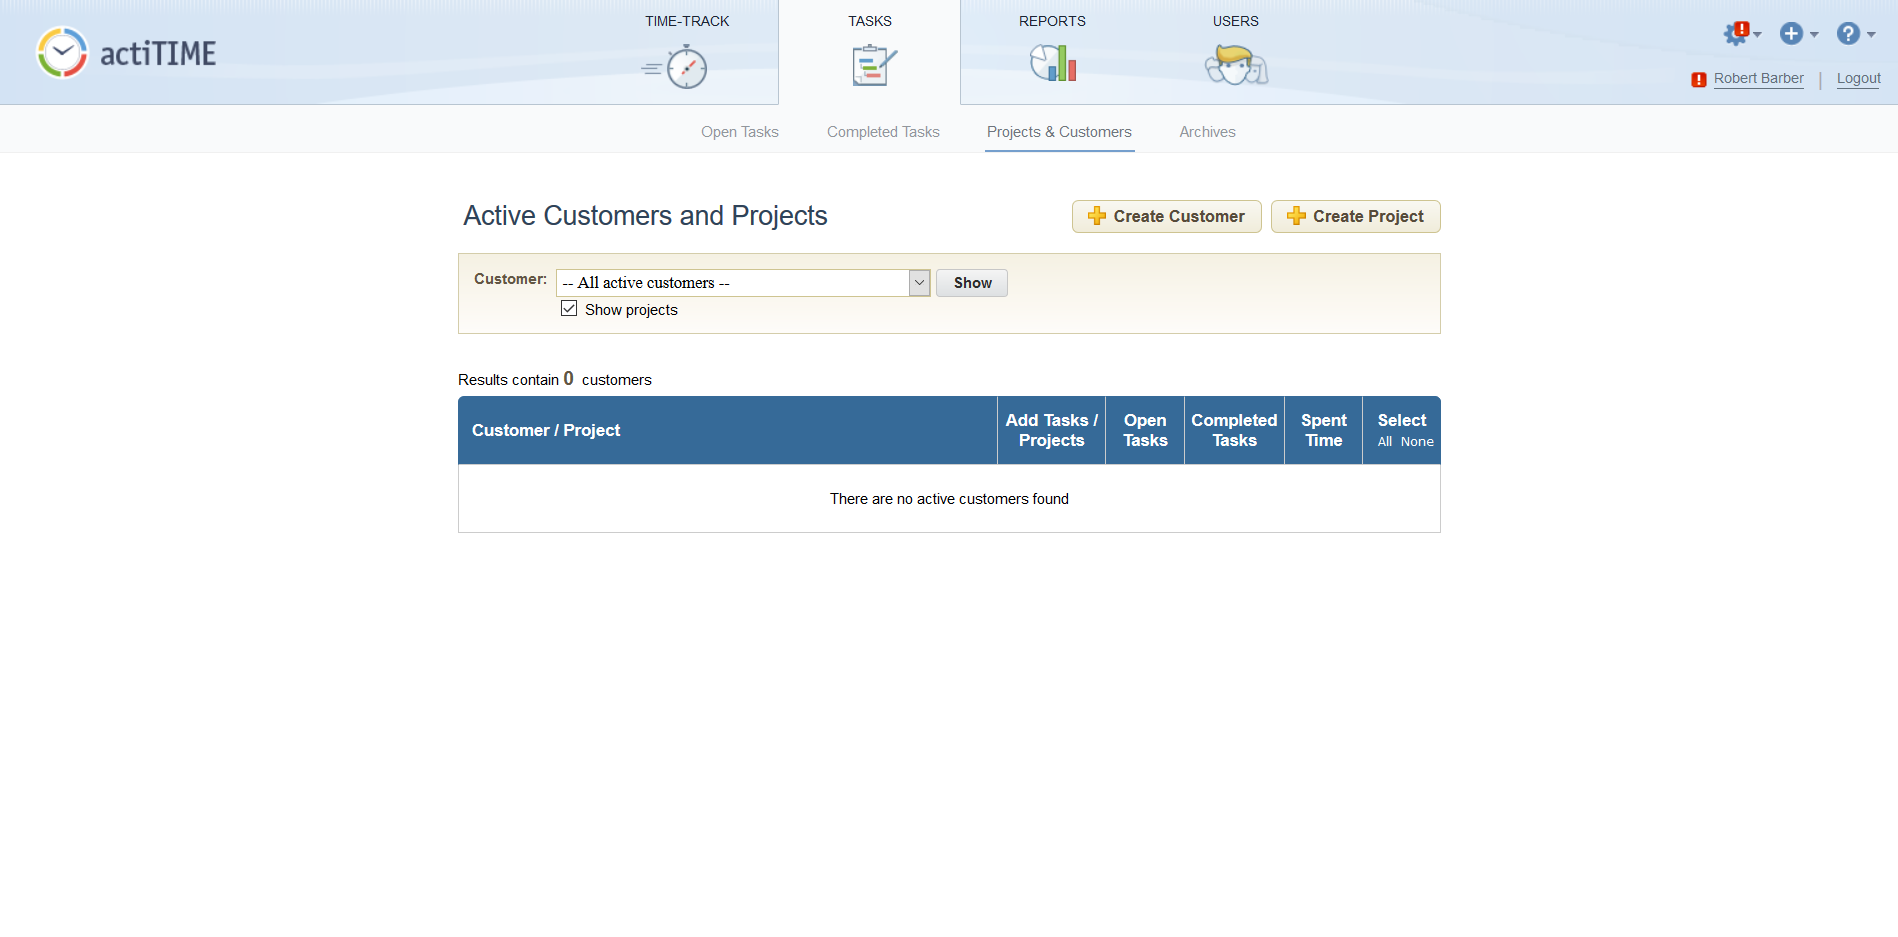 actiTIME
TIME-TRACK
TASKS
REPORTS
USERS
Robert Barber | Logout
Open Tasks
Completed Tasks
Projects & Customers
Archives
Active Customers and Projects
Create Customer
Create Project
Customer:
-- All active customers --
Show
Show projects
Results contain 0 customers
Customer / Project
Add Tasks /
Projects
Open
Tasks
Completed
Tasks
Spent
Time
Select
All None
There are no active customers found